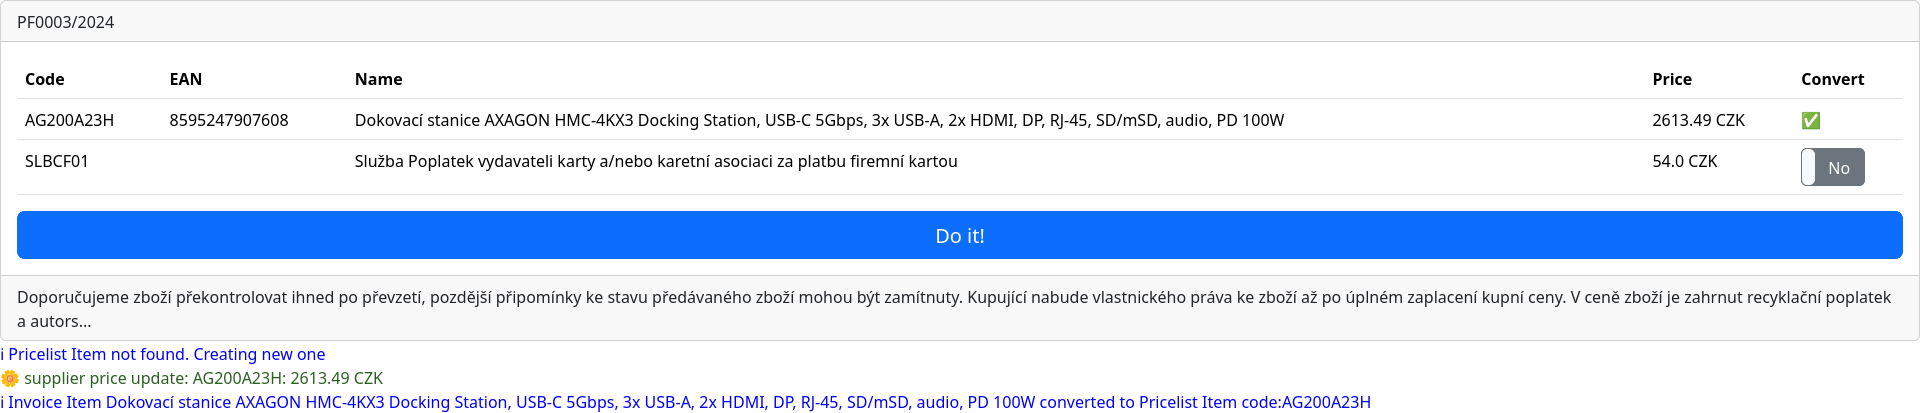 PF0003/2024
Code EAN Name Price Convert
AG200A23H 8595247907608 Dokovací stanice AXAGON HMC-4KX3 Docking Station, USB-C 5Gbps, 3x USB-A, 2x HDMI, DP, RJ-45, SD/mSD, audio, PD 100W 2613.49 CZK ✅
SLBCF01 Služba Poplatek vydavateli karty a/nebo karetní asociaci za platbu firemní kartou 54.0 CZK No
Do it!
Doporučujeme zboží překontrolovat ihned po převzetí, pozdější připomínky ke stavu předávaného zboží mohou být zamítnuty. Kupující nabude vlastnického práva ke zboží až po úplném zaplacení kupní ceny. V ceně zboží je zahrnut recyklační poplatek
a autors...
i Pricelist Item not found. Creating new one
🌼 supplier price update: AG200A23H: 2613.49 CZK
i Invoice Item Dokovací stanice AXAGON HMC-4KX3 Docking Station, USB-C 5Gbps, 3x USB-A, 2x HDMI, DP, RJ-45, SD/mSD, audio, PD 100W converted to Pricelist Item code:AG200A23H